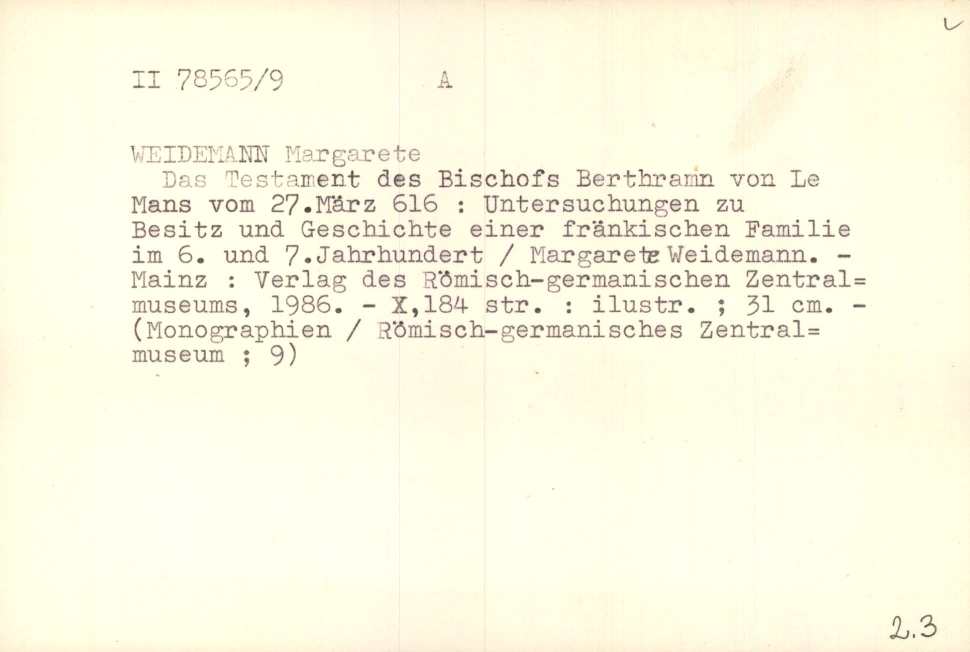 II 78565/9 A
WEIDEMANN Margarete
Das Testament des Bischofs Berthramn von Le
Mans vom 27.März 616 : Untersuchungen zu
Besitz und Geschichte einer fränkischen Familie
im 6. und 7.Jahrhundert / Margarete Weidemann. -
Mainz : Verlag des Römisch-germanischen Zentral=
museums, 1986. - X,184 str. : ilustr. ; 31 cm. -
(Monographien / Römisch-germanisches Zentral=
museum ; 9)
2.3